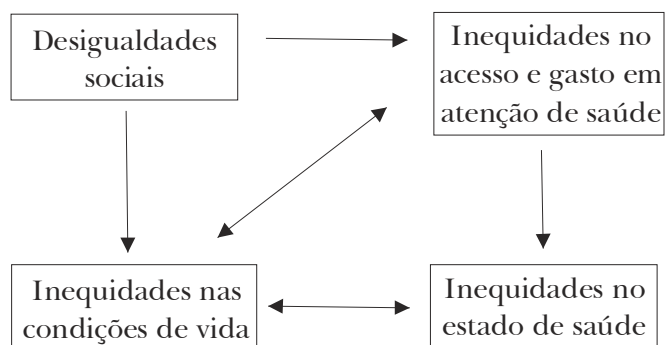 Desigualdades
sociais
Inequidades no
acesso e gasto em
atenção de saúde
Inequidades nas
condições de vida
Inequidades no
estado de saúde